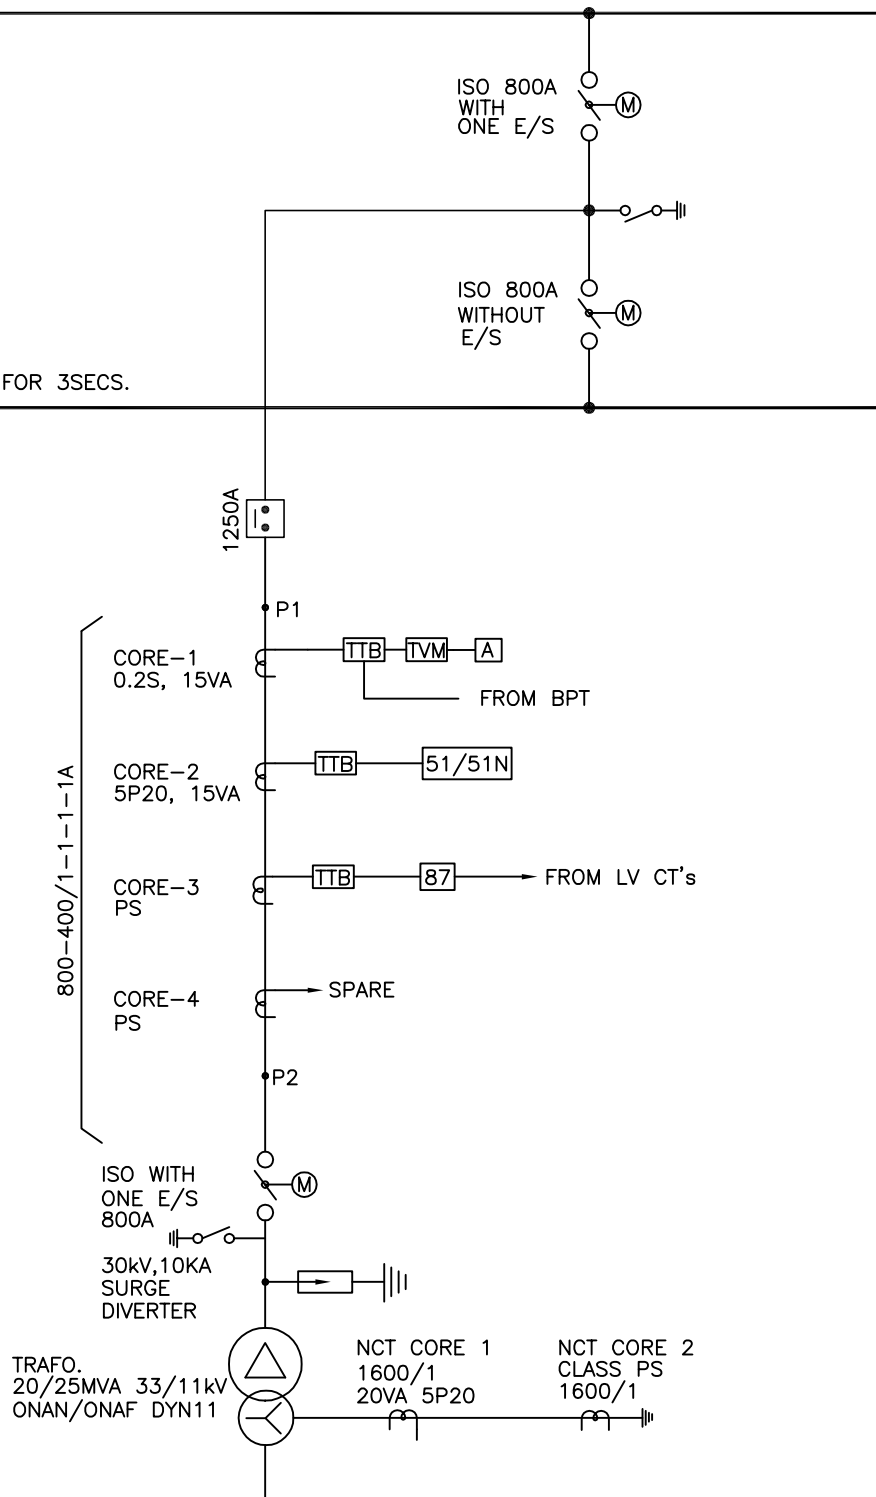 ISO 800A
WITH
ONE E/S
M
ISO 800A
WITHOUT
E/S
M
FOR 3SECS.
1250A
P1
CORE-1
0.2S, 15VA
TTB
TVM
A
FROM BPT
CORE-2
5P20, 15VA
TTB
51/51N
800-400/1-1-1-1-1A
CORE-3
PS
TTB
87
FROM LV CT's
CORE-4
PS
SPARE
P2
ISO WITH
ONE E/S
800A
M
30kV,10KA
SURGE
DIVERTER
TRAFO.
20/25MVA 33/11kV
ONAN/ONAF DYN11
NCT CORE 1
1600/1
20VA 5P20
NCT CORE 2
CLASS PS
1600/1